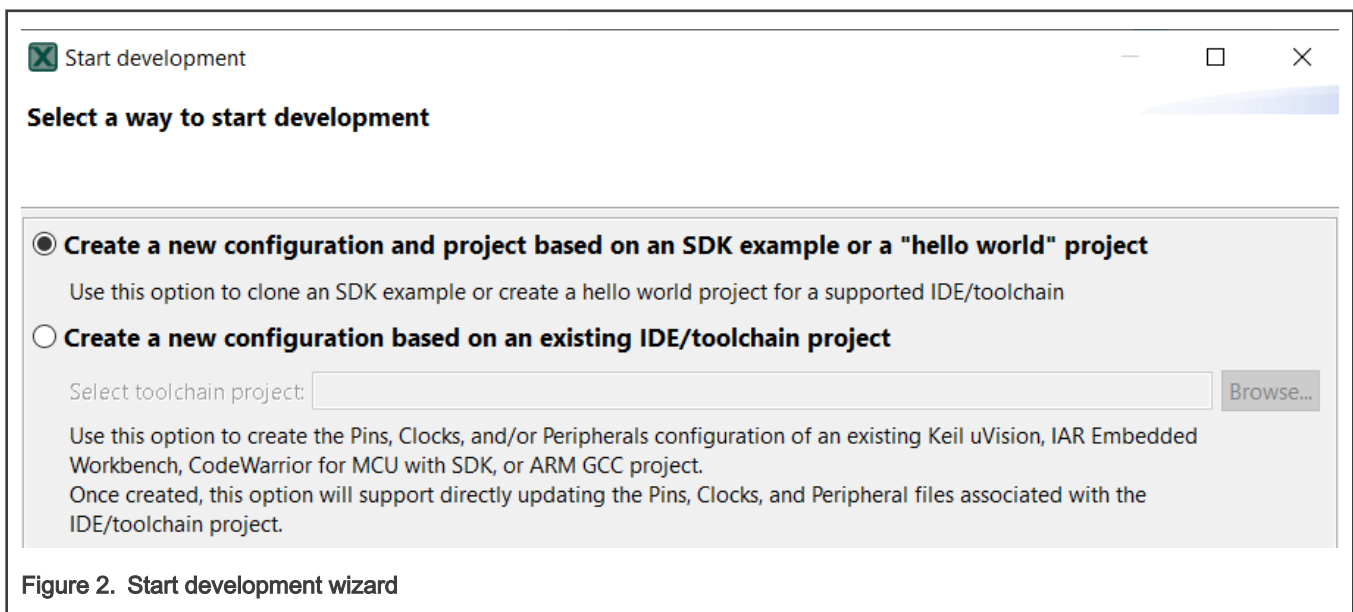 Start development
Select a way to start development
Create a new configuration and project based on an SDK example or a "hello world" project
Use this option to clone an SDK example or create a hello world project for a supported IDE/toolchain
Create a new configuration based on an existing IDE/toolchain project
Select toolchain project:
Browse...
Use this option to create the Pins, Clocks, and/or Peripherals configuration of an existing Keil uVision, IAR Embedded
Workbench, CodeWarrior for MCU with SDK, or ARM GCC project.
Once created, this option will support directly updating the Pins, Clocks, and Peripheral files associated with the
IDE/toolchain project.
Figure 2. Start development wizard